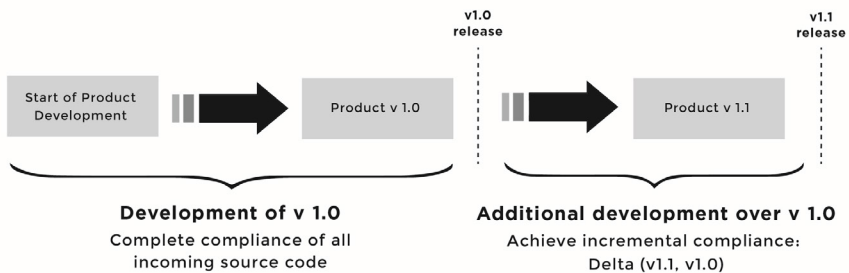 v1.0
release
v1.1
release
Start of Product
Development
Product v 1.0
Product v 1.1
Development of v 1.0
Complete compliance of all
incoming source code
Additional development over v 1.0
Achieve incremental compliance:
Delta (v1.1, v1.0)